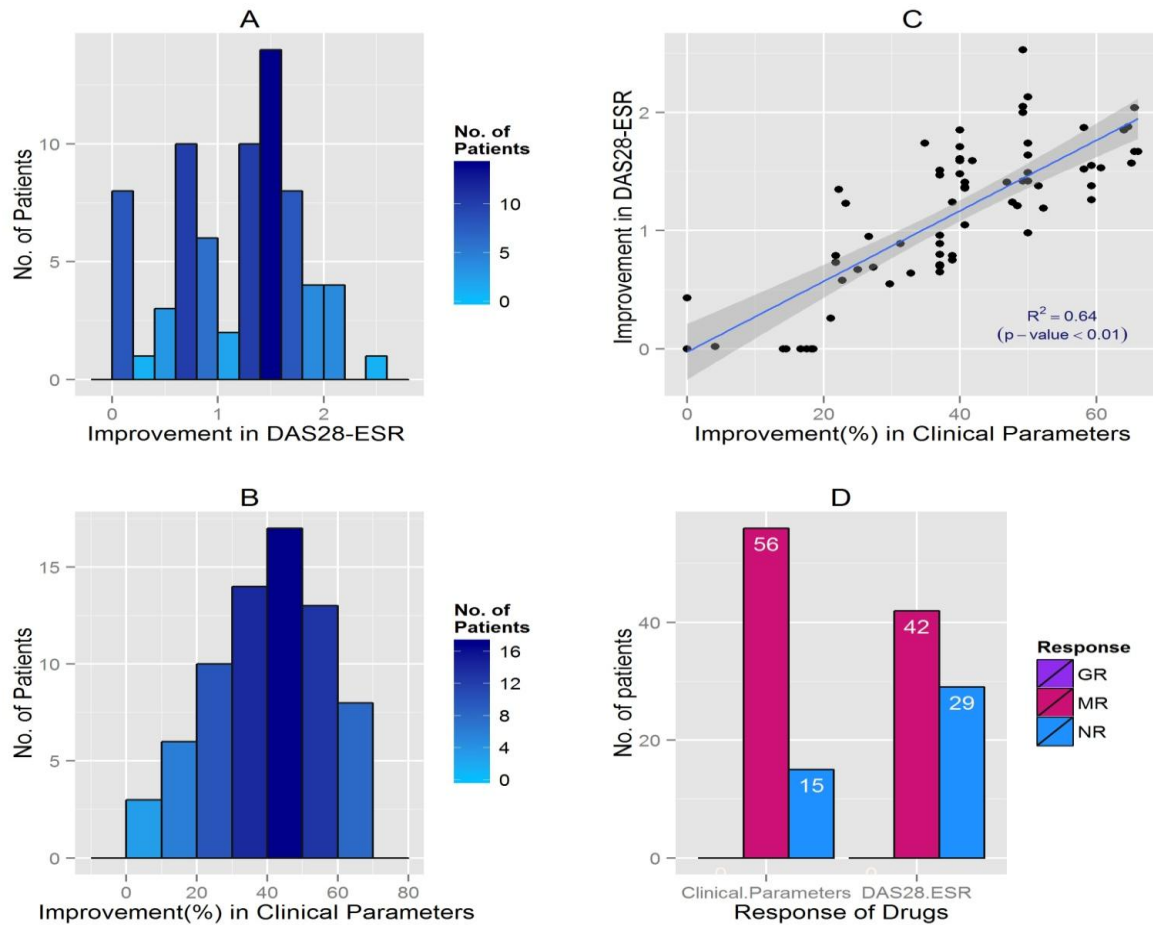 A
No. of Patients
10
5
0
0 1 2
Improvement in DAS28-ESR
No. of
Patients
10
5
0
C
Improvement in DAS28-ESR
2
1
0
R² = 0.64
(p − value < 0.01)
0 20 40 60
Improvement(%) in Clinical Parameters
B
No. of Patients
15
10
5
0
0 20 40 60 80
Improvement(%) in Clinical Parameters
No. of
Patients
16
12
8
4
0
D
No. of patients
40
20
0
56
15
42
29
0 0
Clinical.Parameters DAS28.ESR
Response of Drugs
Response
GR
MR
NR